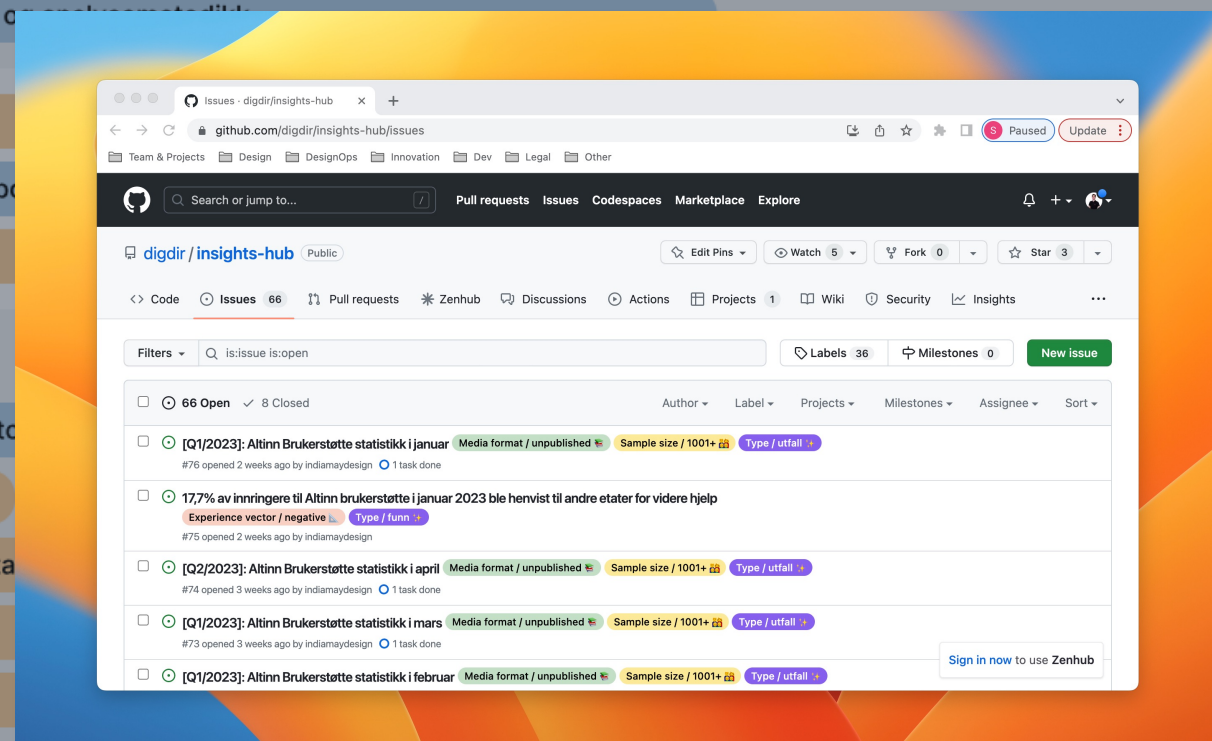 og analysemetodikk
Issues · digdir/insights-hub
github.com/digdir/insights-hub/issues
S Paused Update
Team & Projects Design DesignOps Innovation Dev Legal Other
Search or jump to... / Pull requests Issues Codespaces Marketplace Explore
digdir / insights-hub Public Edit Pins Watch 5 Fork 0 Star 3
Code Issues 66 Pull requests Zenhub Discussions Actions Projects 1 Wiki Security Insights
Filters is:issue is:open Labels 36 Milestones 0 New issue
66 Open 8 Closed Author Label Projects Milestones Assignee Sort
[Q1/2023]: Altinn Brukerstøtte statistikk i januar Media format / unpublished Sample size / 1001+ Type / utfall
#76 opened 2 weeks ago by indiamaydesign 1 task done
17,7% av innringere til Altinn brukerstøtte i januar 2023 ble henvist til andre etater for videre hjelp
Experience vector / negative Type / funn
#75 opened 2 weeks ago by indiamaydesign
[Q2/2023]: Altinn Brukerstøtte statistikk i april Media format / unpublished Sample size / 1001+ Type / utfall
#74 opened 3 weeks ago by indiamaydesign 1 task done
[Q1/2023]: Altinn Brukerstøtte statistikk i mars Media format / unpublished Sample size / 1001+ Type / utfall
#73 opened 3 weeks ago by indiamaydesign 1 task done
Sign in now to use Zenhub
[Q1/2023]: Altinn Brukerstøtte statistikk i februar Media format / unpublished Sample size / 1001+ Type / utfall